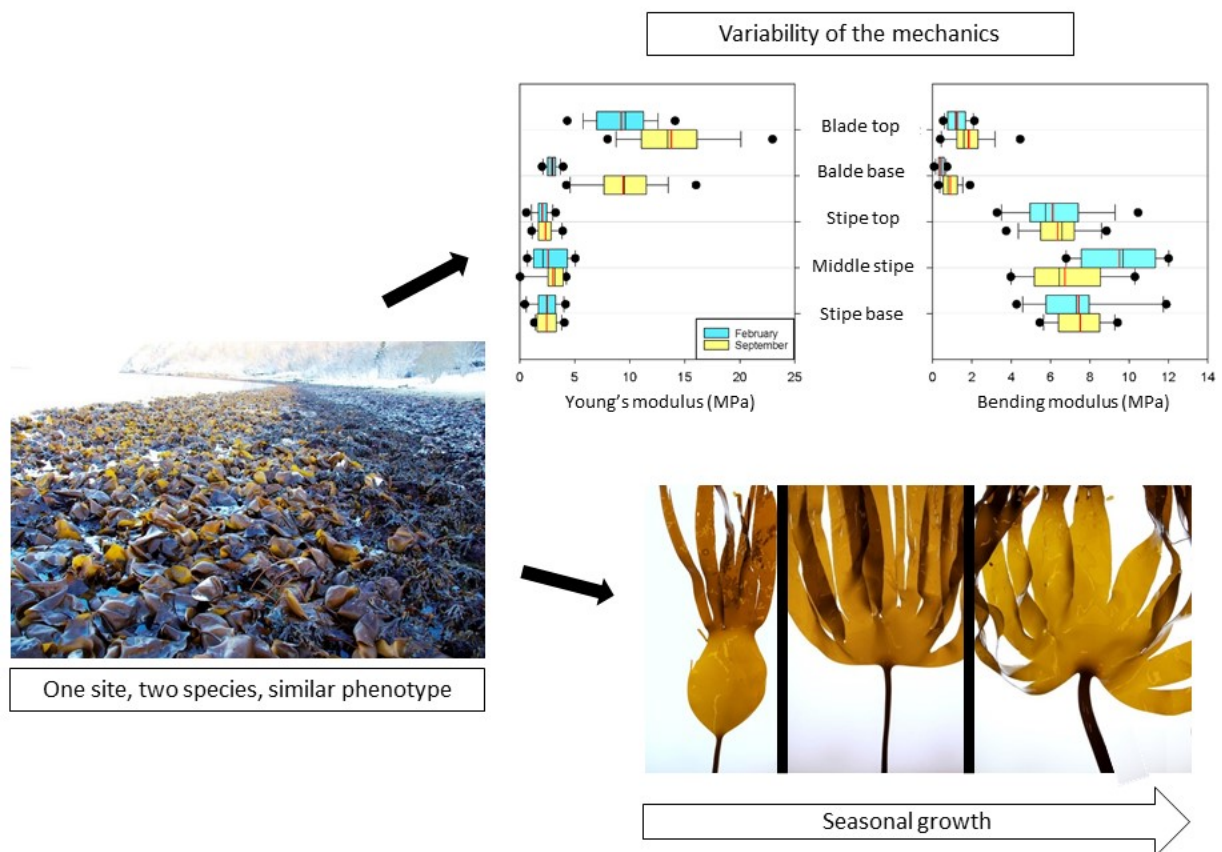 Variability of the mechanics
Blade top
Balde base
Stipe top
Middle stipe
Stipe base
February
September
0 5 10 15 20 25
0 2 4 6 8 10 12 14
Young's modulus (MPa)
Bending modulus (MPa)
One site, two species, similar phenotype
Seasonal growth